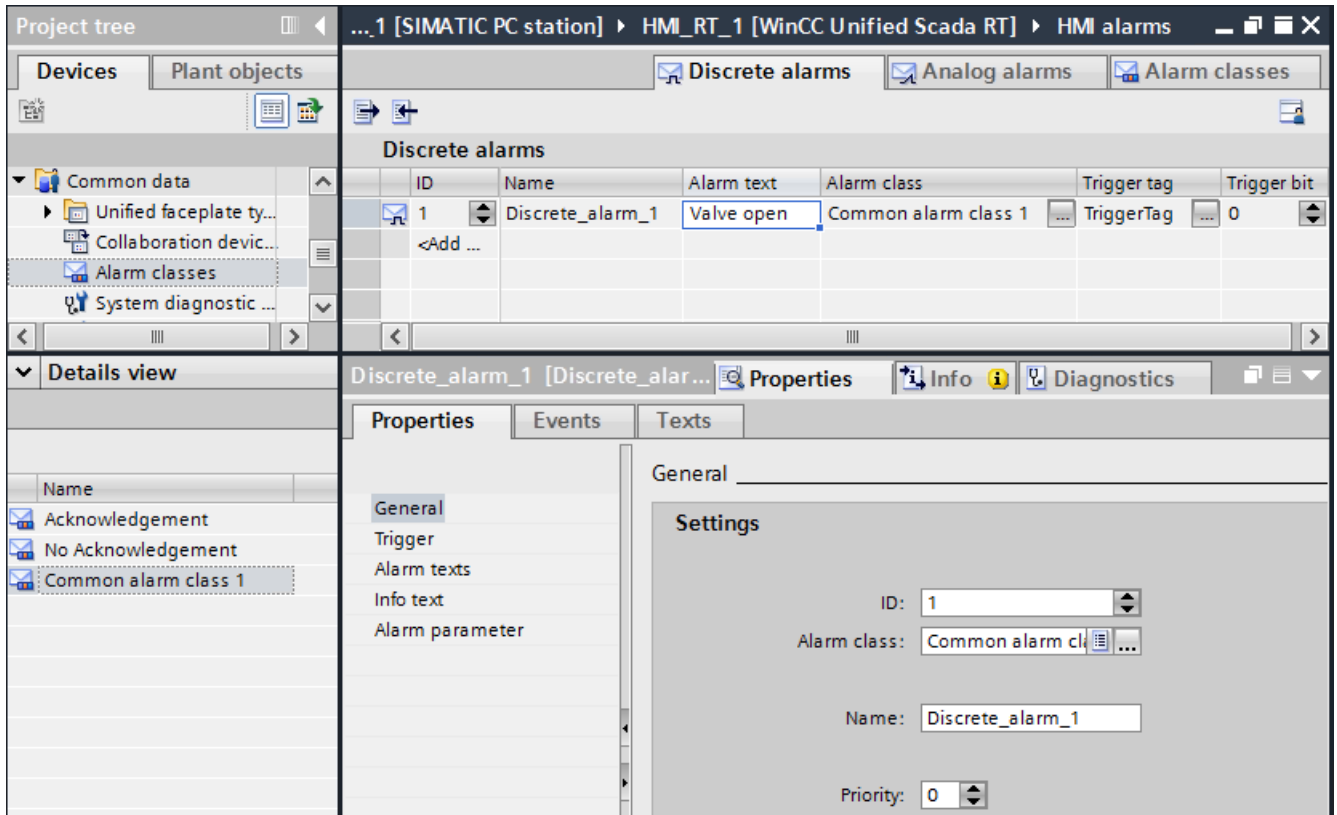 Project tree
Devices
Plant objects
Common data
Unified faceplate ty...
Collaboration devic...
Alarm classes
System diagnostic ...
Details view
Name
Acknowledgement
No Acknowledgement
Common alarm class 1
..._1 [SIMATIC PC station] HMI_RT_1 [WinCC Unified Scada RT] HMI alarms
Discrete alarms Analog alarms Alarm classes
Discrete alarms
ID Name Alarm text Alarm class Trigger tag Trigger bit
1 Discrete_alarm_1 Valve open Common alarm class 1 ... TriggerTag ... 0
<Add ...
Discrete_alarm_1 [Discrete_alar... Properties Info Diagnostics
Properties Events Texts
General
Trigger
Alarm texts
Info text
Alarm parameter
General
Settings
ID: 1
Alarm class: Common alarm cla ...
Name: Discrete_alarm_1
Priority: 0